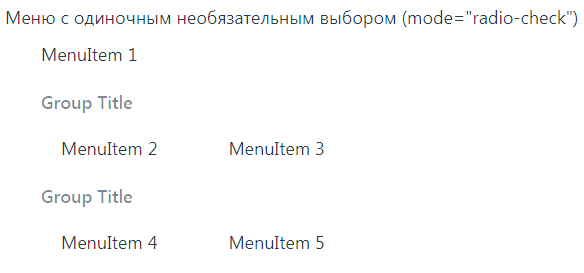 Меню с одиночным необязательным выбором (mode="radio-check")
MenuItem 1
Group Title
MenuItem 2 MenuItem 3
Group Title
MenuItem 4 MenuItem 5